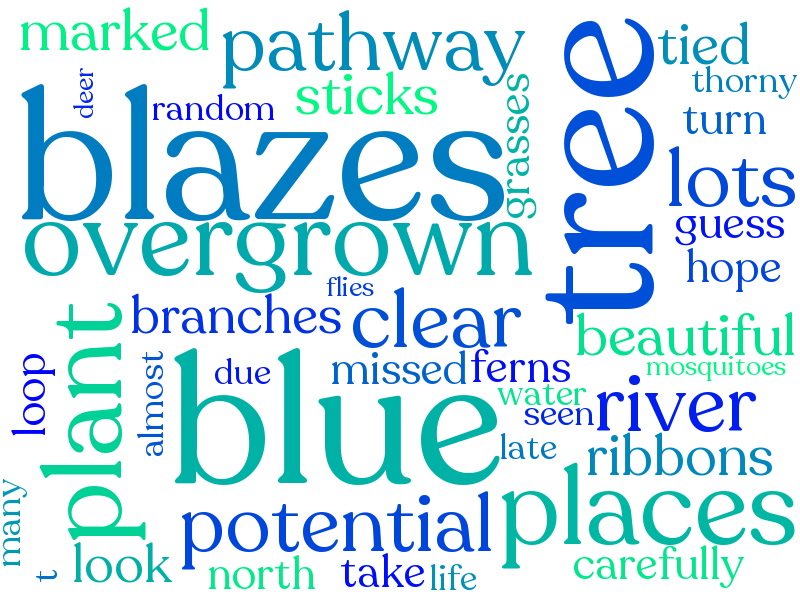 marked
pathway
tree
tied
thorny
deer
random
sticks
grasses
turn
blazes
lots
guess
overgrown
hope
flies
branches
clear
plant
beautiful
mosquitoes
loop
almost
due
missed
ferns
water
blue
seen
river
late
ribbons
many
potential
places
t
look
north
take
life
carefully